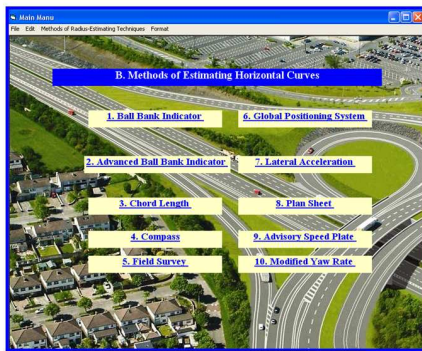 Main Manu
File Edit Methods of Radius-Estimating Techniques Format
B. Methods of Estimating Horizontal Curves
1. Ball Bank Indicator
6. Global Positioning System
2. Advanced Ball Bank Indicator
7. Lateral Acceleration
3. Chord Length
8. Plan Sheet
4. Compass
9. Advisory Speed Plate
5. Field Survey
10. Modified Yaw Rate